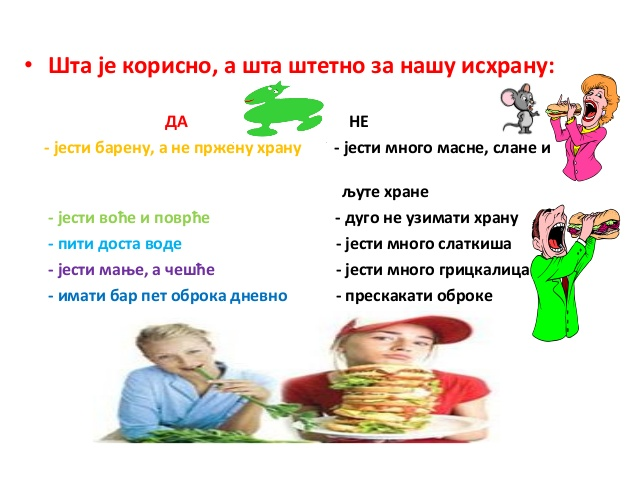 • Шта је корисно, а шта штетно за нашу исхрану:
ДА НЕ
- јести барену, а не пржену храну - јести много масне, слане и
љуте хране
- јести воће и поврће - дуго не узимати храну
- пити доста воде - јести много слаткиша
- јести мање, а чешће - јести много грицкалица
- имати бар пет оброка дневно - прескакати оброке